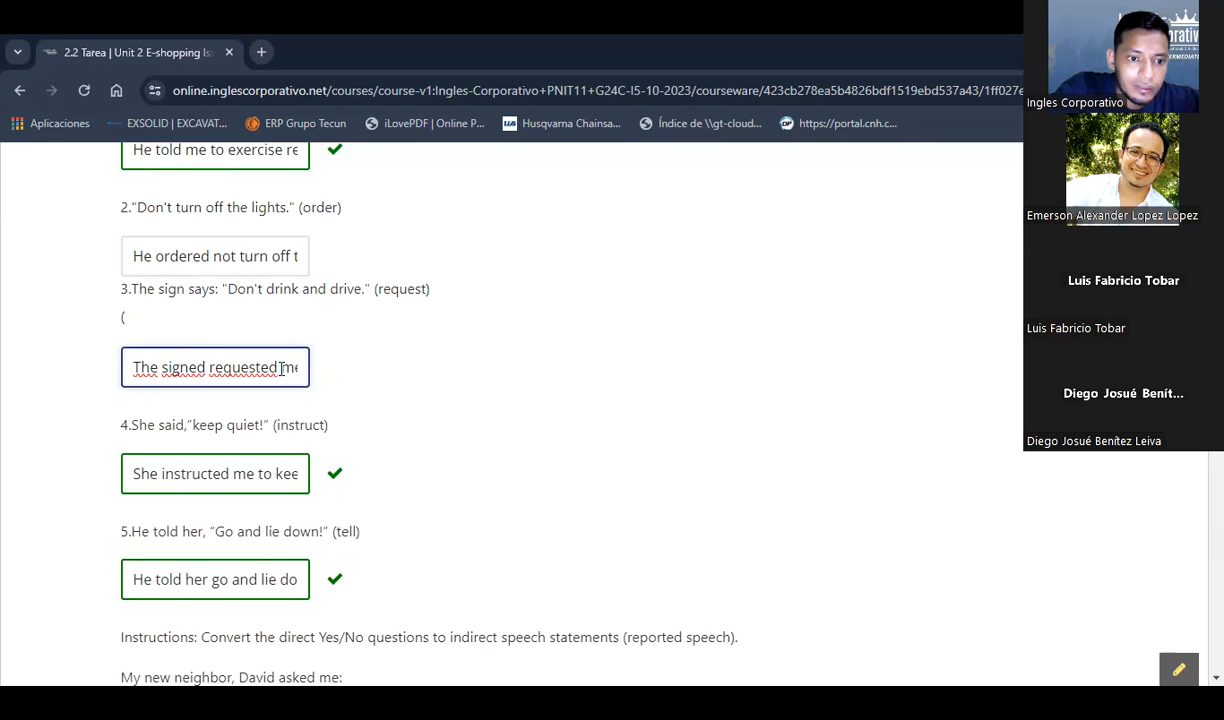 2.2 Tarea | Unit 2 E-shopping Is
online.inglescorporativo.net/courses/course-v1:Ingles-Corporativo+PNIT11+G24C-I5-10-2023/courseware/423cb278ea5b4826bdf1519ebd537a43/1ff027e
Aplicaciones
EXSOLID | EXCAVAT...
ERP Grupo Tecun
iLovePDF | Online P...
Husqvarna Chainsa...
Índice de \\gt-cloud...
https://portal.cnh.c...
He told me to exercise re
2."Don't turn off the lights." (order)
He ordered not turn off t
3.The sign says: "Don't drink and drive." (request)
(
The signed requested me
4.She said,"keep quiet!" (instruct)
She instructed me to kee
5.He told her, "Go and lie down!" (tell)
He told her go and lie do
Instructions: Convert the direct Yes/No questions to indirect speech statements (reported speech).
My new neighbor, David asked me:
Ingles Corporativo
Emerson Alexander Lopez Lopez
Luis Fabricio Tobar
Luis Fabricio Tobar
Diego Josué Benít...
Diego Josué Benítez Leiva